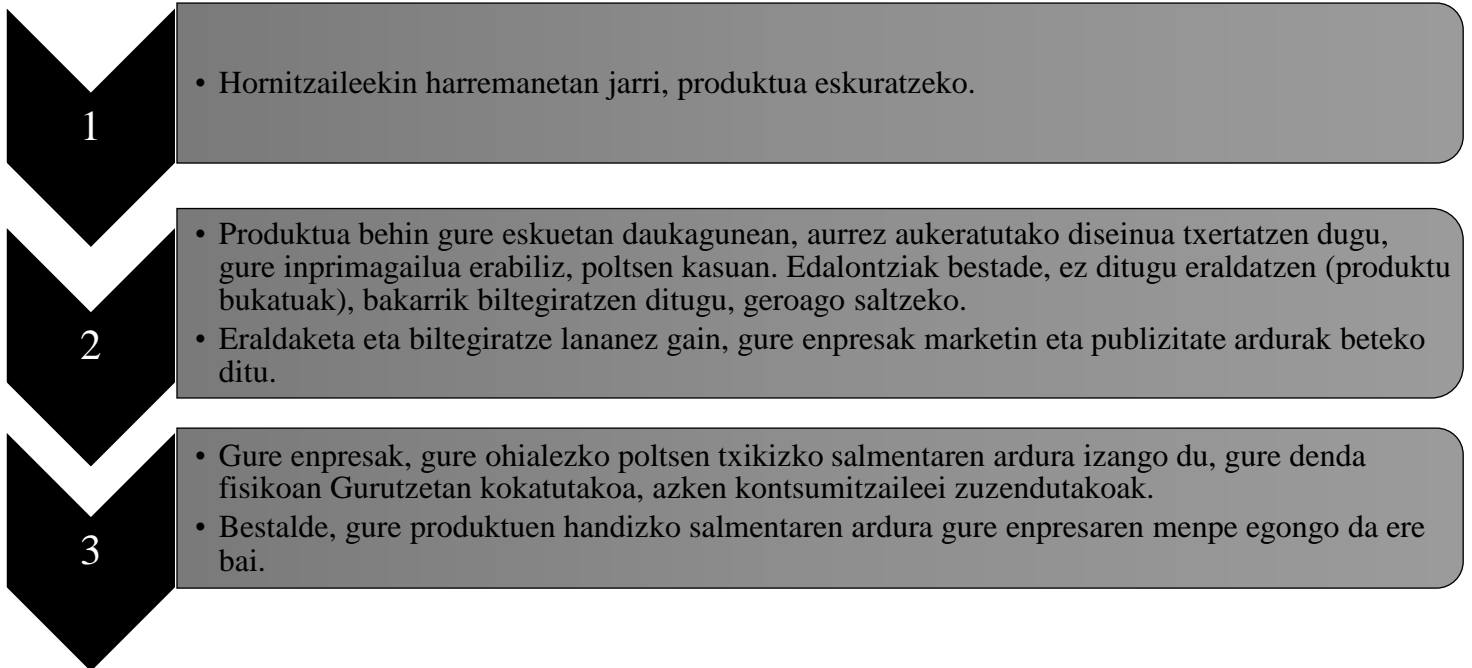 1
• Hornitzaileekin harremanetan jarri, produktua eskuratzeko.
2
• Produktua behin gure eskuetan daukagunean, aurrez aukeratutako diseinua txertatzen dugu,
gure inprimagailua erabiliz, poltsen kasuan. Edalontziak bestade, ez ditugu eraldatzen (produktu
bukatuak), bakarrik biltegiratzen ditugu, geroago saltzeko.
• Eraldaketa eta biltegiratze lananez gain, gure enpresak marketin eta publizitate ardurak beteko
ditu.
3
• Gure enpresak, gure ohialezko poltsen txikizko salmentaren ardura izango du, gure denda
fisikoan Gurutzetan kokatutakoa, azken kontsumitzaileei zuzendutakoak.
• Bestalde, gure produktuen handizko salmentaren ardura gure enpresaren menpe egongo da ere
bai.